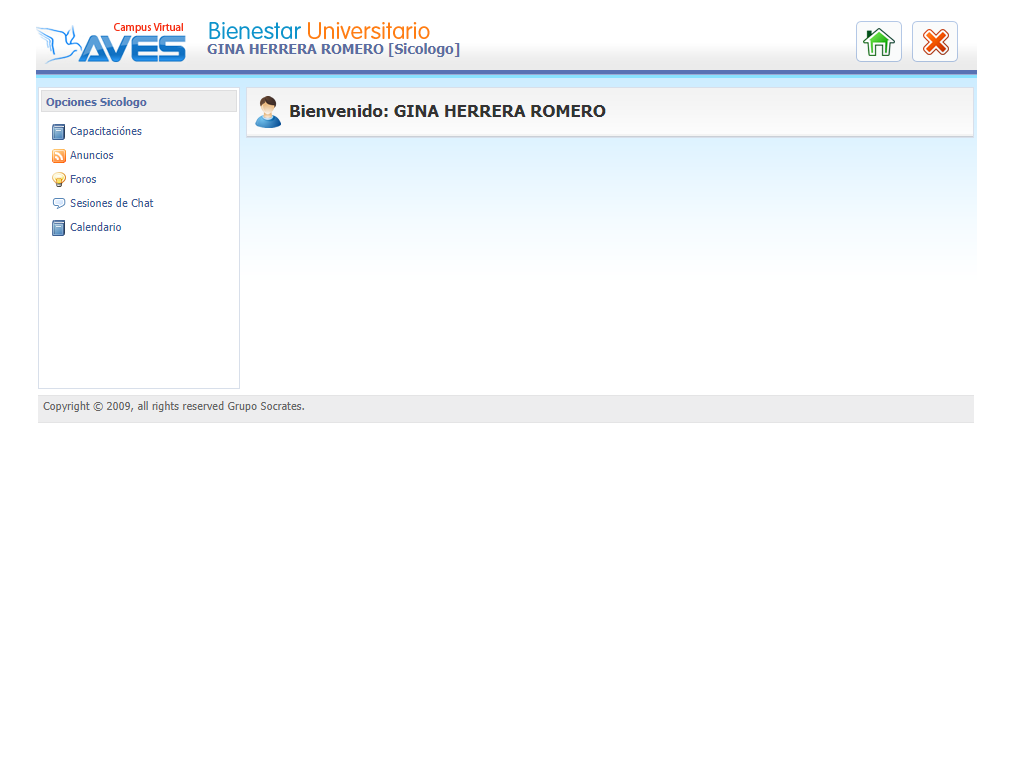 Campus Virtual
AVES
Bienestar Universitario
GINA HERRERA ROMERO [Sicologo]
Opciones Sicologo
Capacitaciónes
Anuncios
Foros
Sesiones de Chat
Calendario
Bienvenido: GINA HERRERA ROMERO
Copyright © 2009, all rights reserved Grupo Socrates.